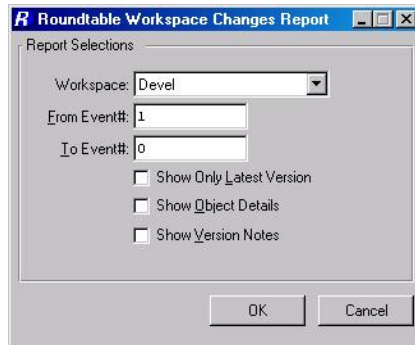 R Roundtable Workspace Changes Report
Report Selections
Workspace: Devel
From Event#: 1
To Event#: 0
Show Only Latest Version
Show Object Details
Show Version Notes
OK Cancel